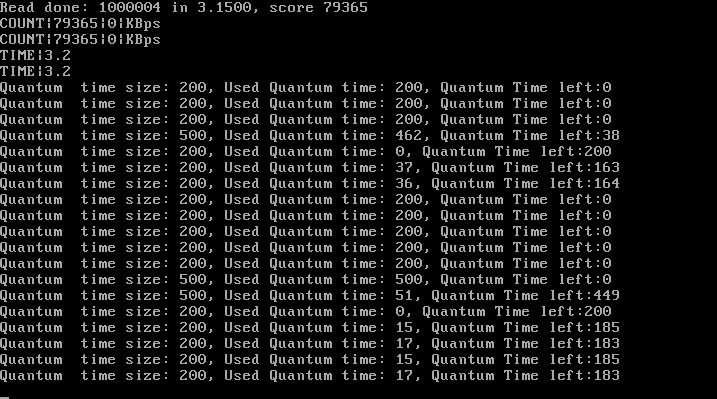 Read done: 1000004 in 3.1500, score 79365
COUNT|79365|0|KBps
COUNT|79365|0|KBps
TIME|3.2
TIME|3.2
Quantum  time size: 200, Used Quantum time: 200, Quantum Time left:0
Quantum  time size: 200, Used Quantum time: 200, Quantum Time left:0
Quantum  time size: 200, Used Quantum time: 200, Quantum Time left:0
Quantum  time size: 500, Used Quantum time: 462, Quantum Time left:38
Quantum  time size: 200, Used Quantum time: 0, Quantum Time left:200
Quantum  time size: 200, Used Quantum time: 37, Quantum Time left:163
Quantum  time size: 200, Used Quantum time: 36, Quantum Time left:164
Quantum  time size: 200, Used Quantum time: 200, Quantum Time left:0
Quantum  time size: 200, Used Quantum time: 200, Quantum Time left:0
Quantum  time size: 200, Used Quantum time: 200, Quantum Time left:0
Quantum  time size: 200, Used Quantum time: 200, Quantum Time left:0
Quantum  time size: 200, Used Quantum time: 200, Quantum Time left:0
Quantum  time size: 500, Used Quantum time: 500, Quantum Time left:0
Quantum  time size: 500, Used Quantum time: 51, Quantum Time left:449
Quantum  time size: 200, Used Quantum time: 0, Quantum Time left:200
Quantum  time size: 200, Used Quantum time: 15, Quantum Time left:185
Quantum  time size: 200, Used Quantum time: 17, Quantum Time left:183
Quantum  time size: 200, Used Quantum time: 15, Quantum Time left:185
Quantum  time size: 200, Used Quantum time: 17, Quantum Time left:183